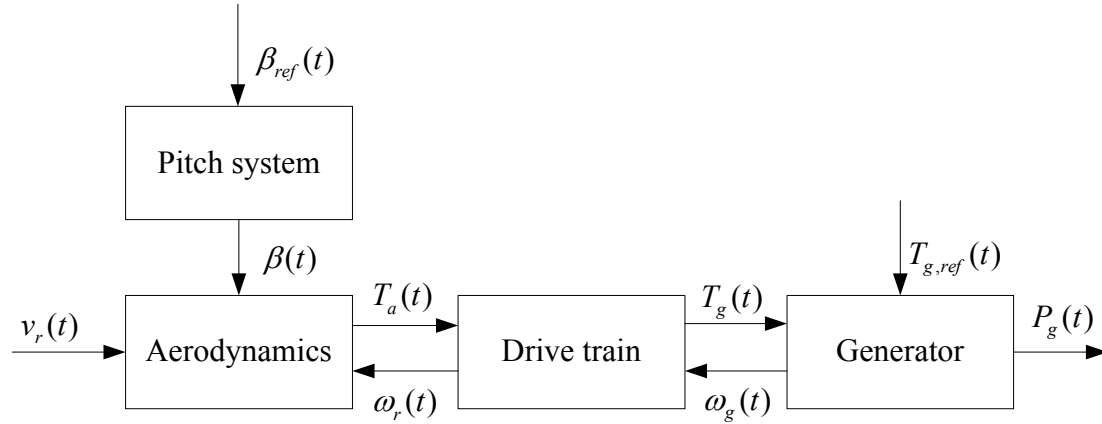 β_ref(t)
Pitch system
β(t)
T_g,ref(t)
T_a(t)
T_g(t)
P_g(t)
v_r(t)
Aerodynamics
Drive train
Generator
ω_r(t)
ω_g(t)